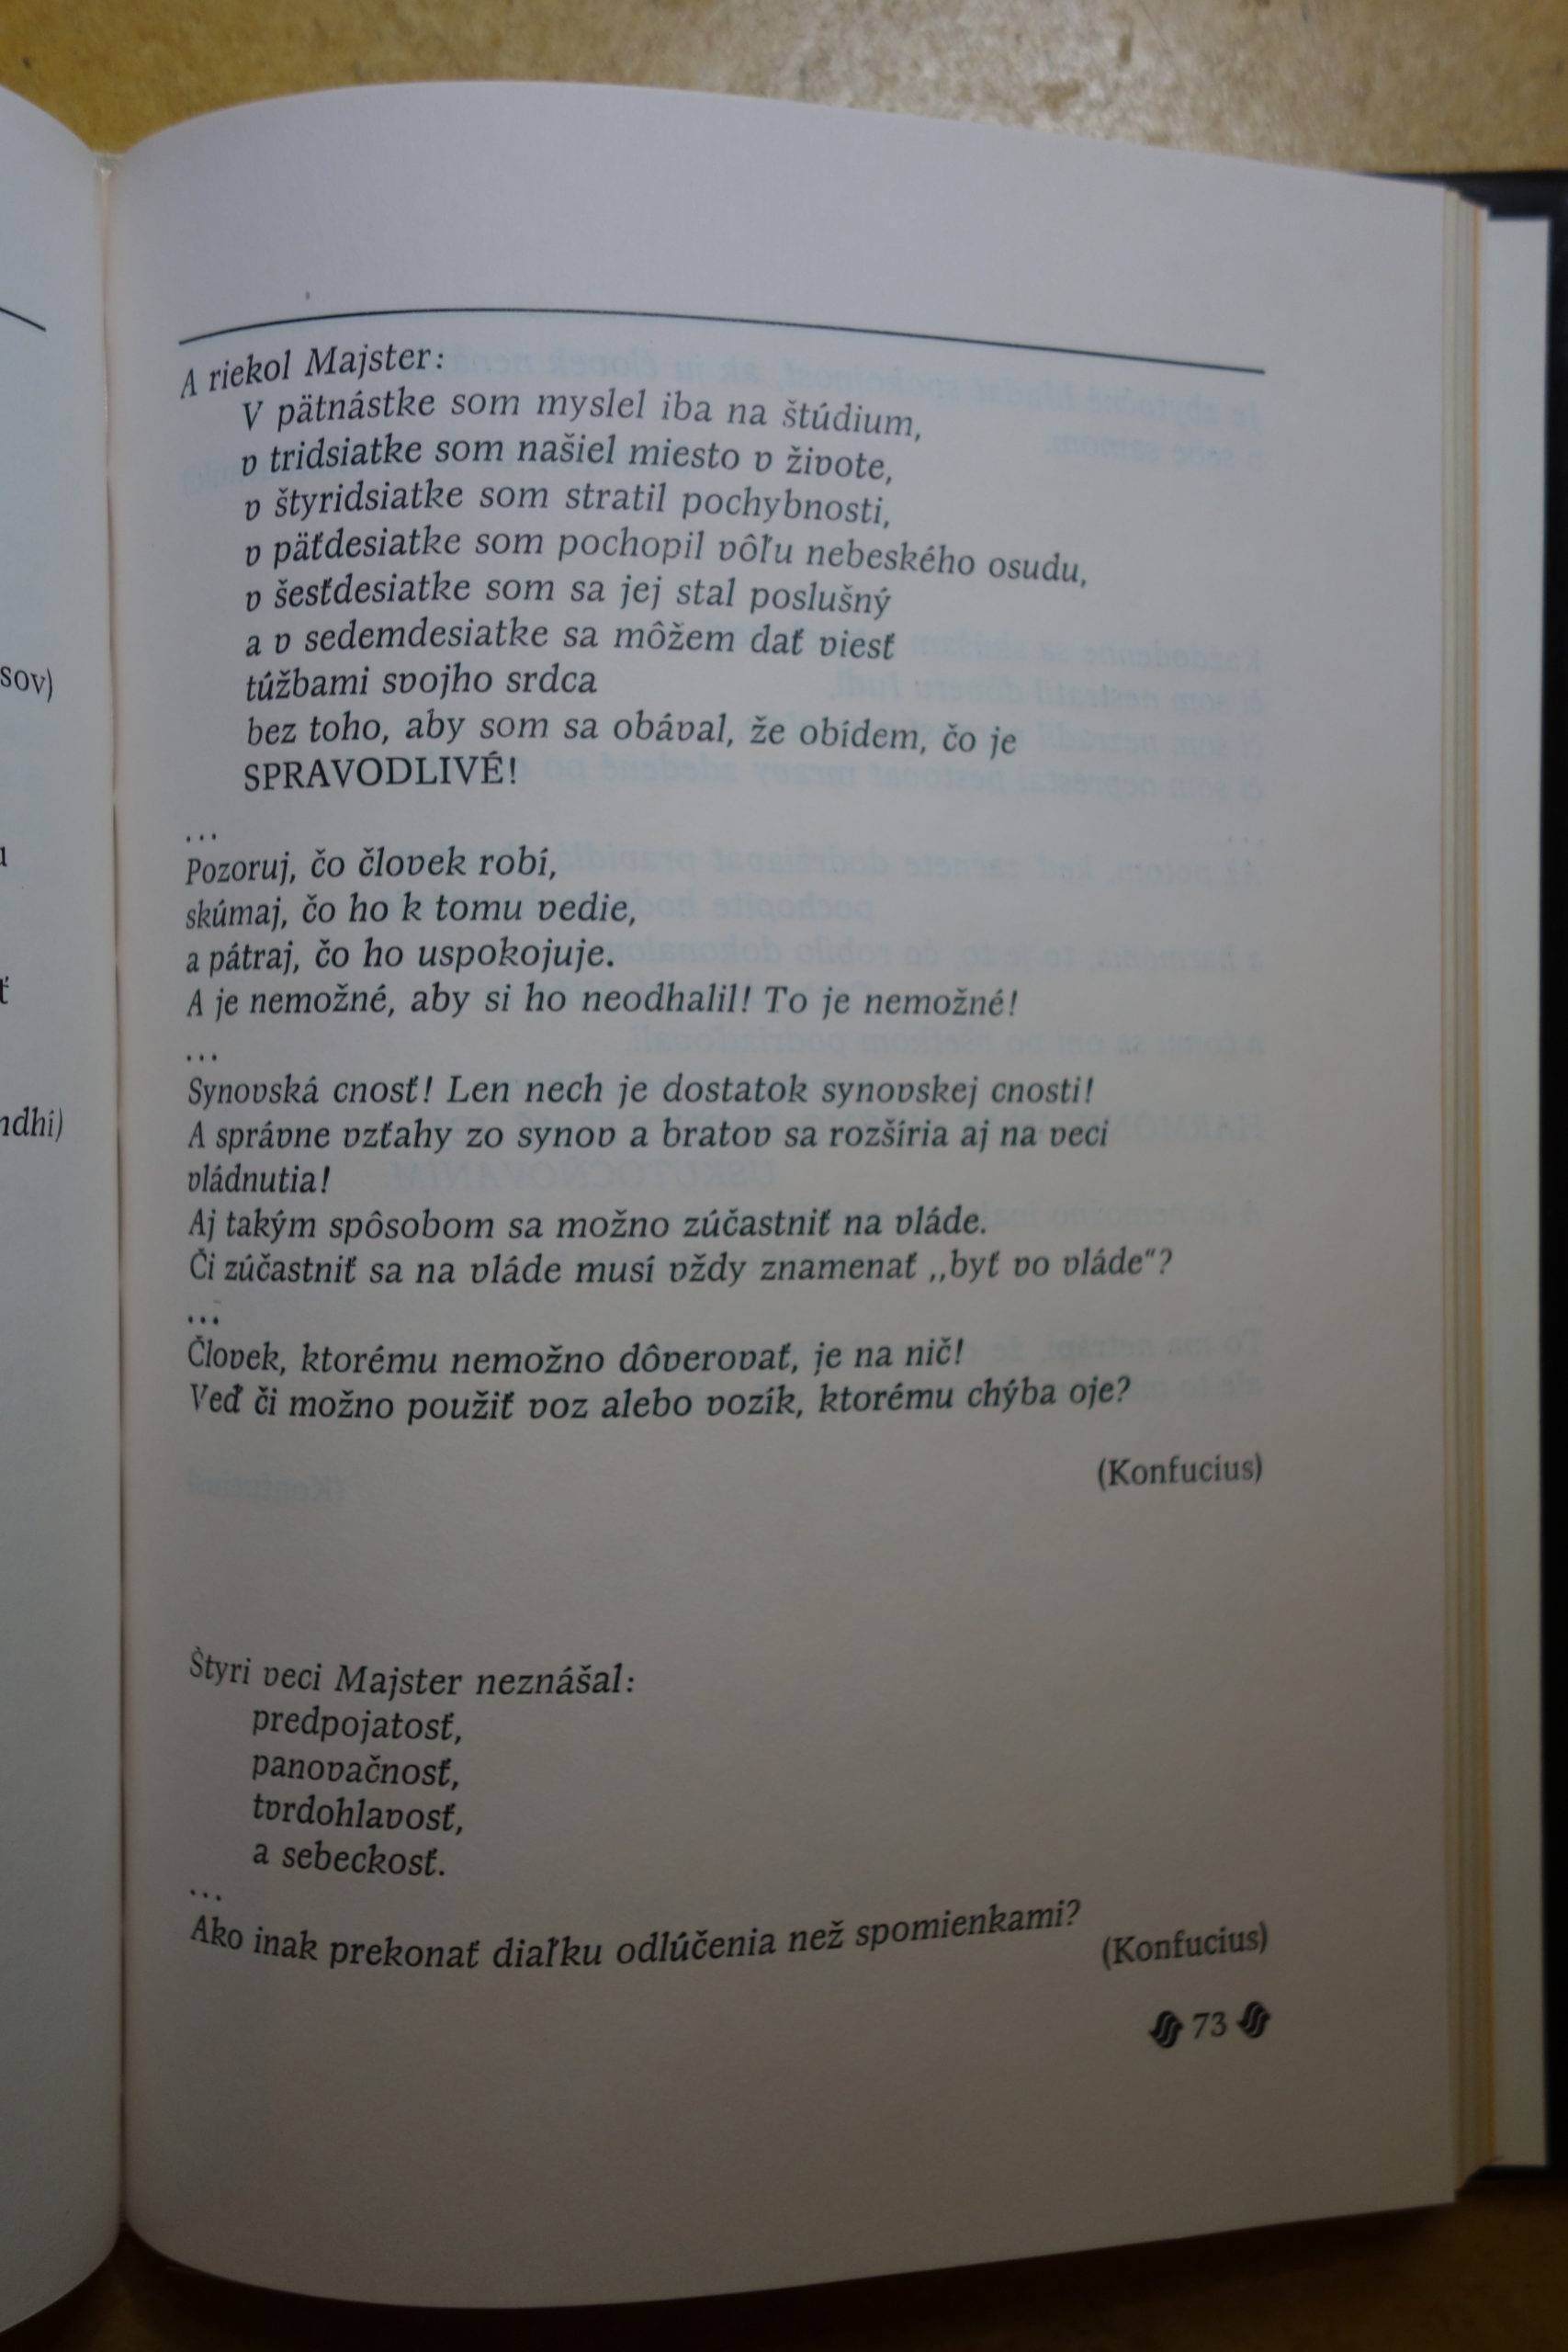 sov)
ndhi)
A riekol Majster:
V pätnástke som myslel iba na štúdium,
v tridsiatke som našiel miesto v živote,
v štyridsiatke som stratil pochybnosti,
v päťdesiatke som pochopil vôľu nebeského osudu,
v šesťdesiatke som sa jej stal poslušný
a v sedemdesiatke sa môžem dať viesť
túžbami svojho srdca
bez toho, aby som sa obával, že obídem, čo je
SPRAVODLIVÉ!
...
Pozoruj, čo človek robí,
skúmaj, čo ho k tomu vedie,
a pátraj, čo ho uspokojuje.
A je nemožné, aby si ho neodhalil! To je nemožné!
...
Synovská cnosť! Len nech je dostatok synovskej cnosti!
A správne vzťahy zo synov a bratov sa rozšíria aj na veci
vládnutia!
Aj takým spôsobom sa možno zúčastniť na vláde.
Či zúčastniť sa na vláde musí vždy znamenať „byť vo vláde"?
...
Človek, ktorému nemožno dôverovať, je na nič!
Veď či možno použiť voz alebo vozík, ktorému chýba oje?
(Konfucius)
Štyri veci Majster neznášal:
predpojatosť,
panovačnosť,
tvrdohlavosť,
a sebeckosť.
...
Ako inak prekonať diaľku odlúčenia než spomienkami?
(Konfucius)
73